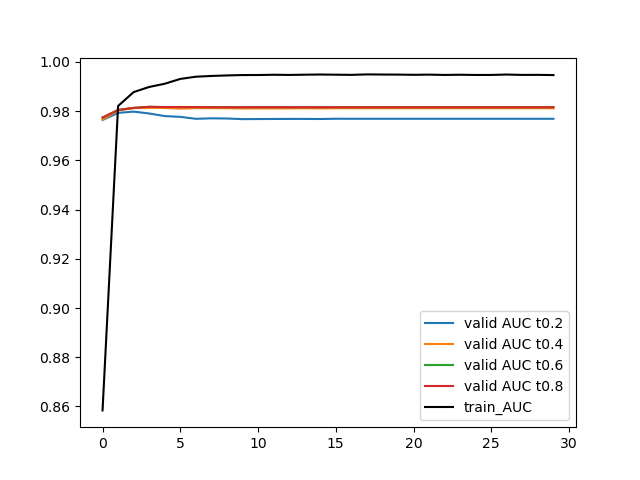 1.00
0.98
0.96
0.94
0.92
0.90
0.88
0.86
0 5 10 15 20 25 30
valid AUC t0.2
valid AUC t0.4
valid AUC t0.6
valid AUC t0.8
train_AUC